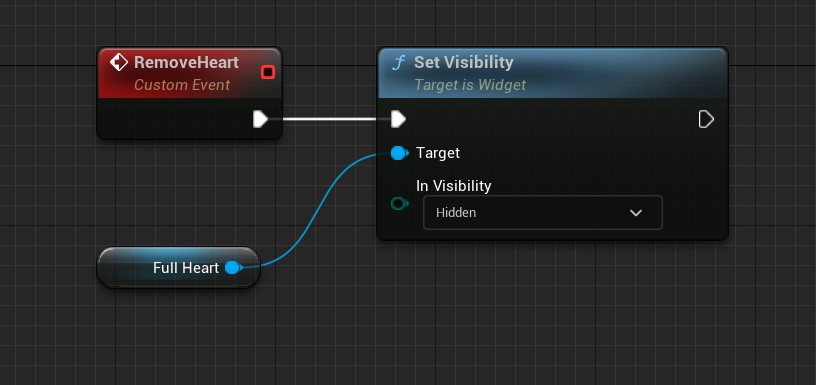 RemoveHeart
Custom Event
Set Visibility
Target is Widget
Target
In Visibility
Hidden
Full Heart